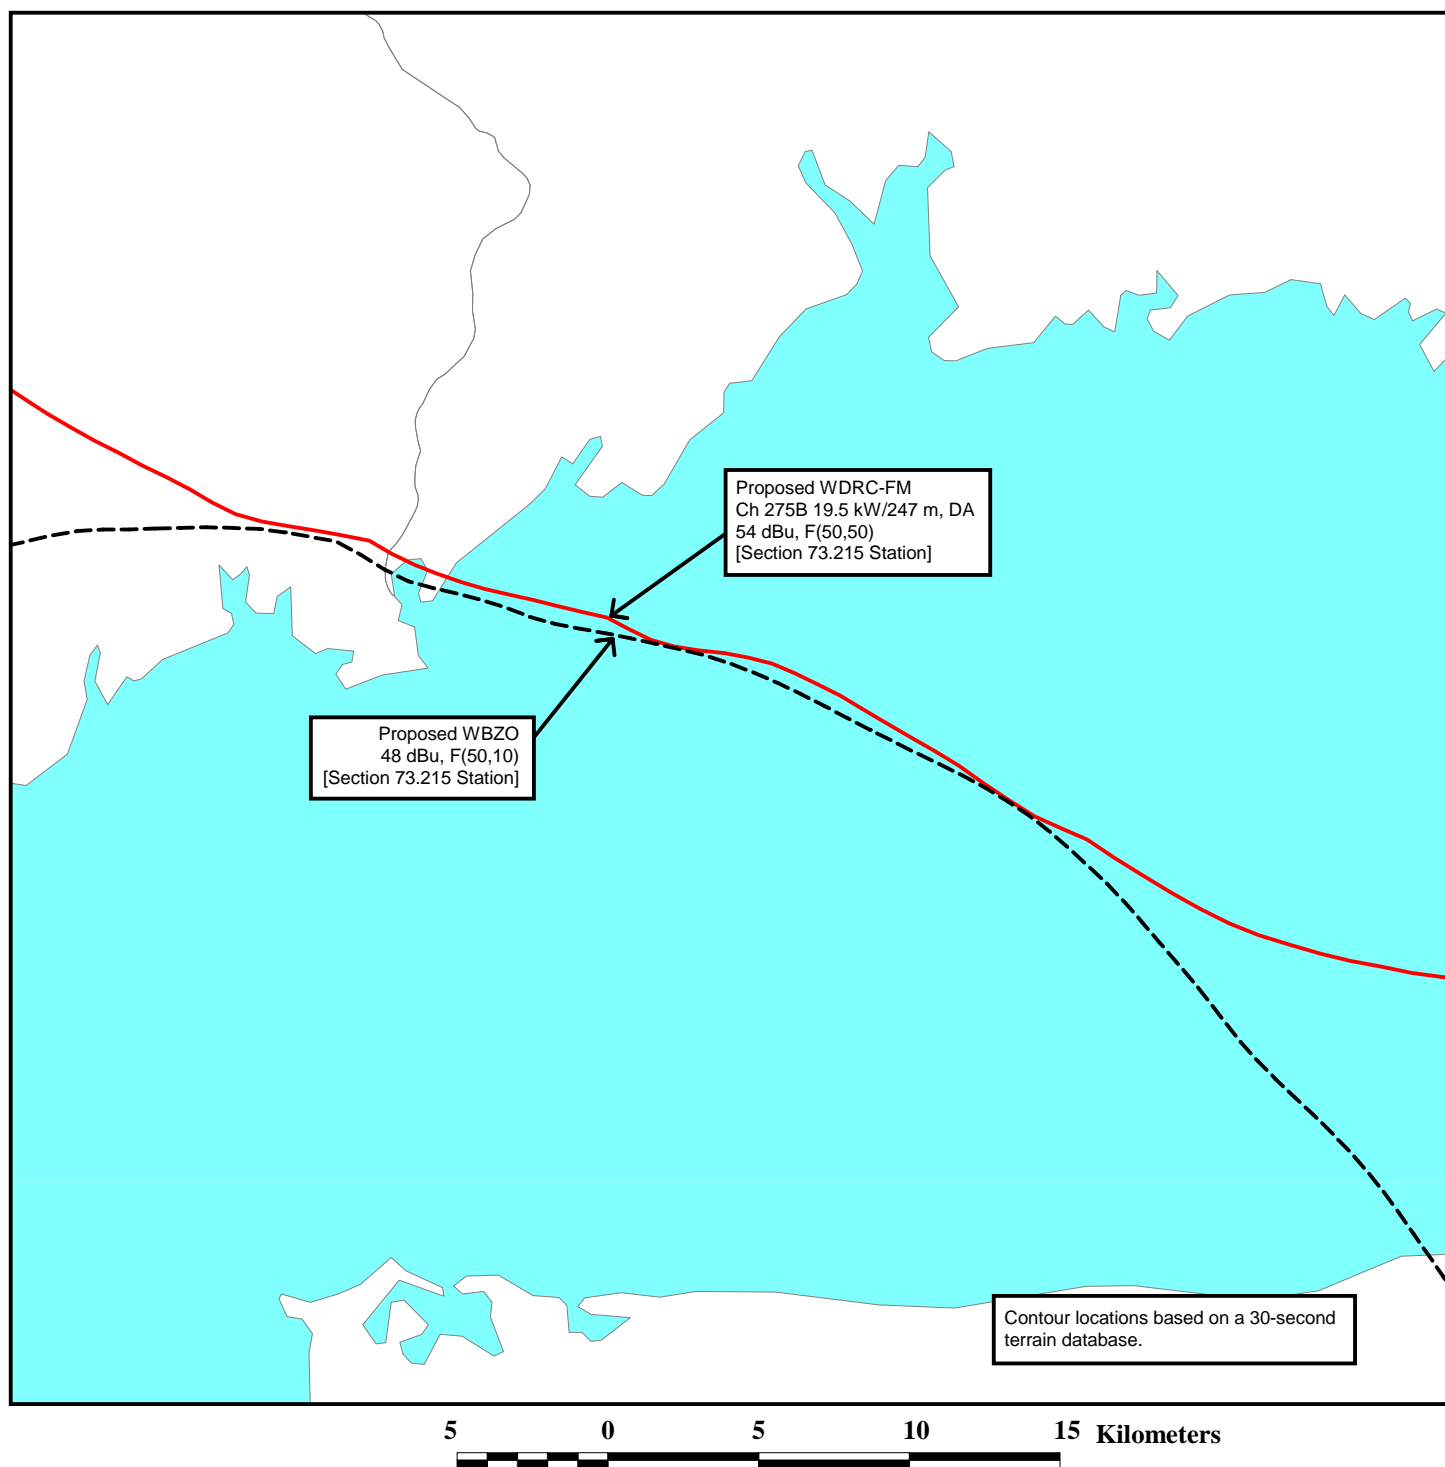 Proposed WDRC-FM
Ch 275B 19.5 kW/247 m, DA
54 dBu, F(50,50)
[Section 73.215 Station]
Proposed WBZO
48 dBu, F(50,10)
[Section 73.215 Station]
Contour locations based on a 30-second
terrain database.
5 0 5 10 15 Kilometers